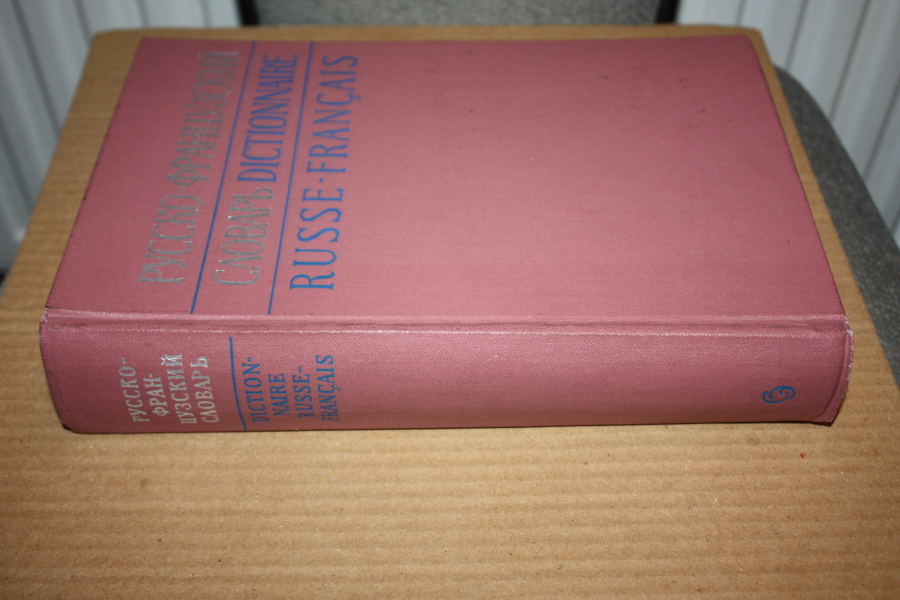 РУССКО-ФРАНЦУЗСКИЙ
СЛОВАРЬ DICTIONNAIRE
RUSSE-FRANÇAIS
РУССКО-
ФРАН-
ЦУЗСКИЙ
СЛОВАРЬ
DICTION-
NAIRE
RUSSE-
FRANÇAIS